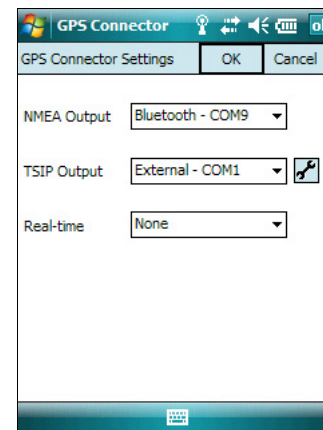 GPS Connector
GPS Connector Settings OK Cancel
NMEA Output Bluetooth - COM9
TSIP Output External - COM1
Real-time None